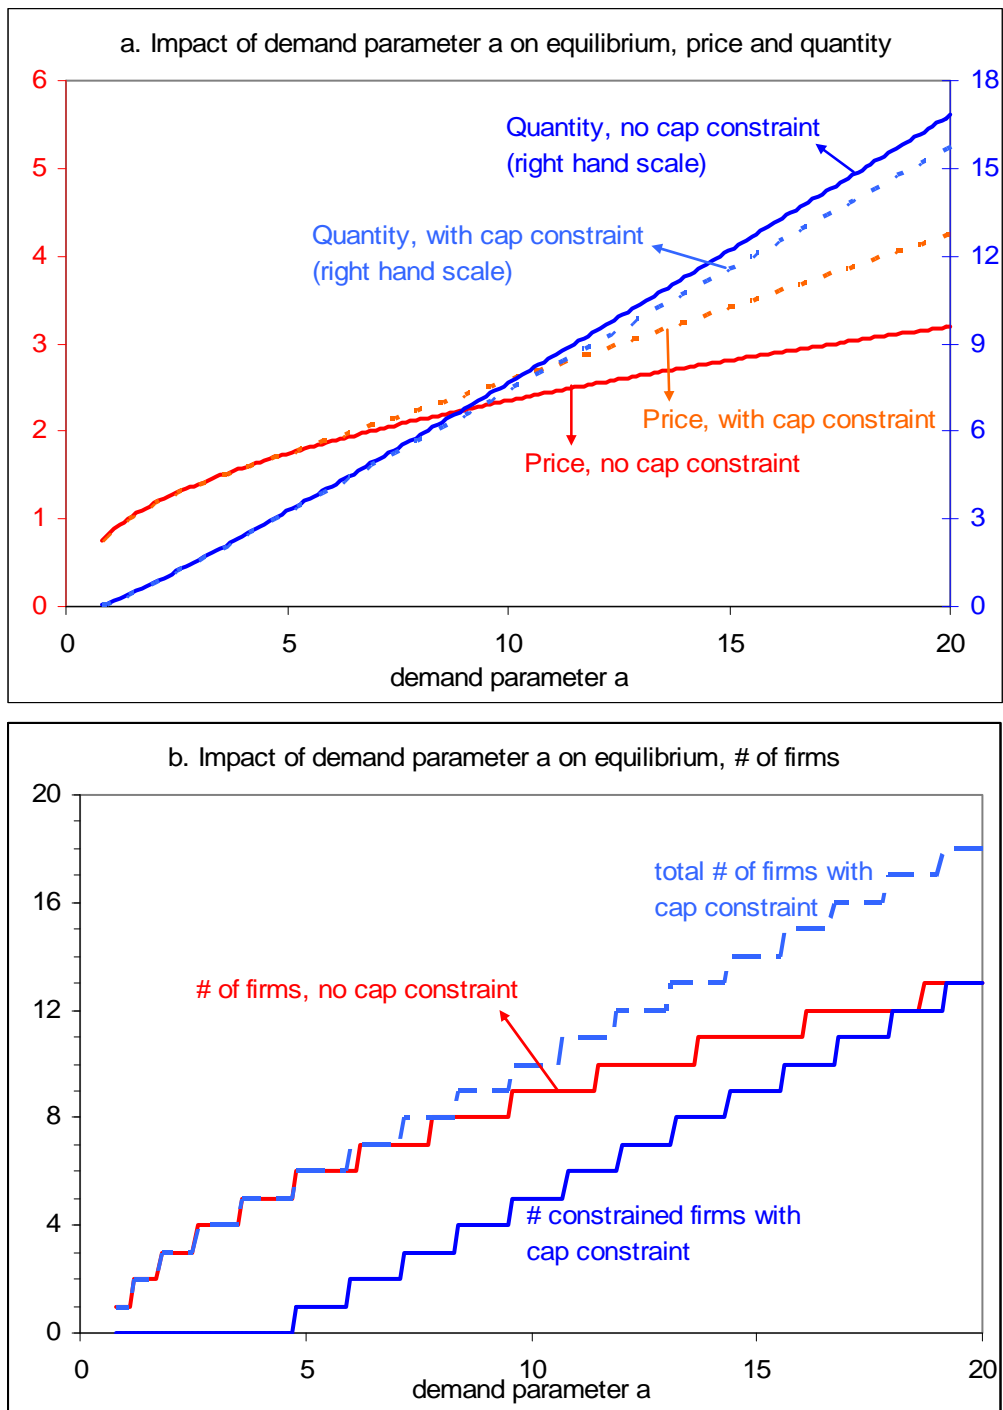 a. Impact of demand parameter a on equilibrium, price and quantity
6
18
Quantity, no cap constraint
(right hand scale)
5
15
Quantity, with cap constraint
(right hand scale)
4
12
3
9
Price, with cap constraint
2
6
Price, no cap constraint
1
3
0
0
0
5
10
15
20
demand parameter a
b. Impact of demand parameter a on equilibrium, # of firms
20
total # of firms with
cap constraint
16
# of firms, no cap constraint
12
8
# constrained firms with
cap constraint
4
0
0
5
10
15
20
demand parameter a